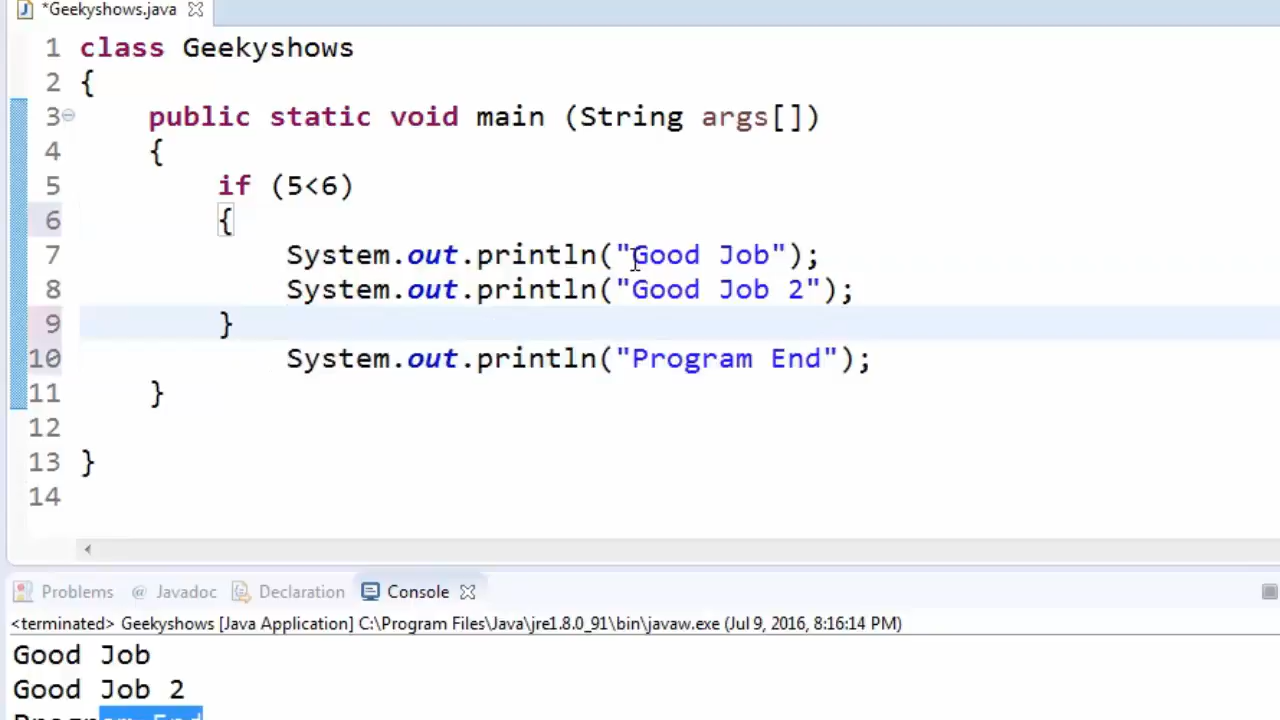 *Geekyshows.java
1 class Geekyshows
2 {
3 public static void main (String args[])
4 {
5 if (5<6)
6 {
7 System.out.println("Good Job");
8 System.out.println("Good Job 2");
9 }
10 System.out.println("Program End");
11 }
12
13 }
14
Problems @ Javadoc Declaration Console
<terminated> Geekyshows [Java Application] C:\Program Files\Java\jre1.8.0_91\bin\javaw.exe (Jul 9, 2016, 8:16:14 PM)
Good Job
Good Job 2
Program End